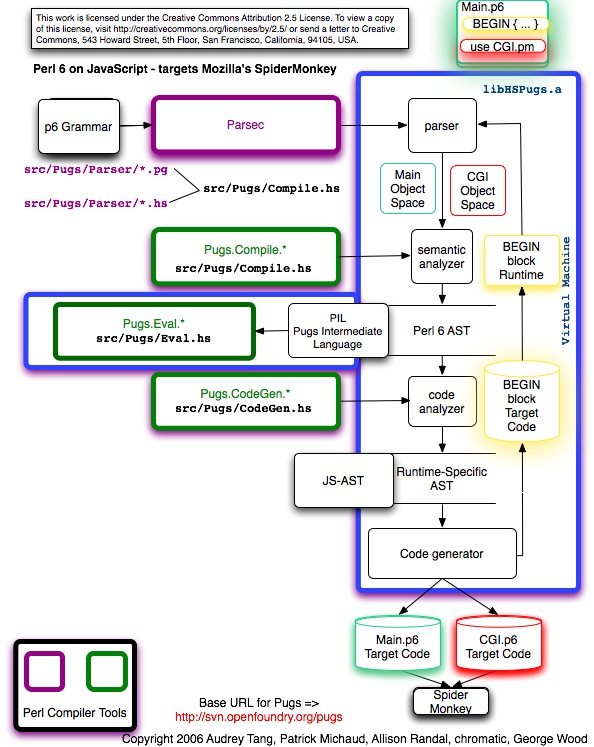 This work is licensed under the Creative Commons Attribution 2.5 License. To view a copy
of this license, visit http://creativecommons.org/licenses/by/2.5/ or send a letter to Creative
Commons, 543 Howard Street, 5th Floor, San Francisco, California, 94105, USA.
Main.p6
BEGIN { ... }
use CGI.pm
Perl 6 on JavaScript - targets Mozilla's SpiderMonkey
libHSPugs.a
p6 Grammar
Parsec
parser
src/Pugs/Parser/*.pg
src/Pugs/Parser/*.hs
src/Pugs/Compile.hs
Main
Object
Space
CGI
Object
Space
Pugs.Compile.*
src/Pugs/Compile.hs
semantic
analyzer
BEGIN
block
Runtime
Virtual Machine
Pugs.Eval.*
src/Pugs/Eval.hs
PIL
Pugs Intermediate
Language
Perl 6 AST
Pugs.CodeGen.*
src/Pugs/CodeGen.hs
code
analyzer
BEGIN
block
Target
Code
JS-AST
Runtime-Specific
AST
Code generator
Main.p6
Target Code
CGI.p6
Target Code
Spider
Monkey
Perl Compiler Tools
Base URL for Pugs =>
http://svn.openfoundry.org/pugs
Copyright 2006 Audrey Tang, Patrick Michaud, Allison Randal, chromatic, George Wood